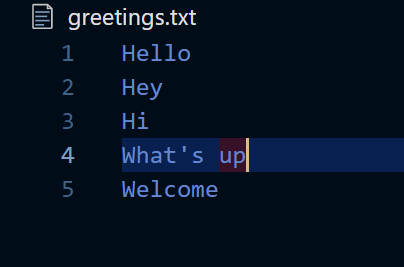 greetings.txt
1 Hello
2 Hey
3 Hi
4 What's up
5 Welcome